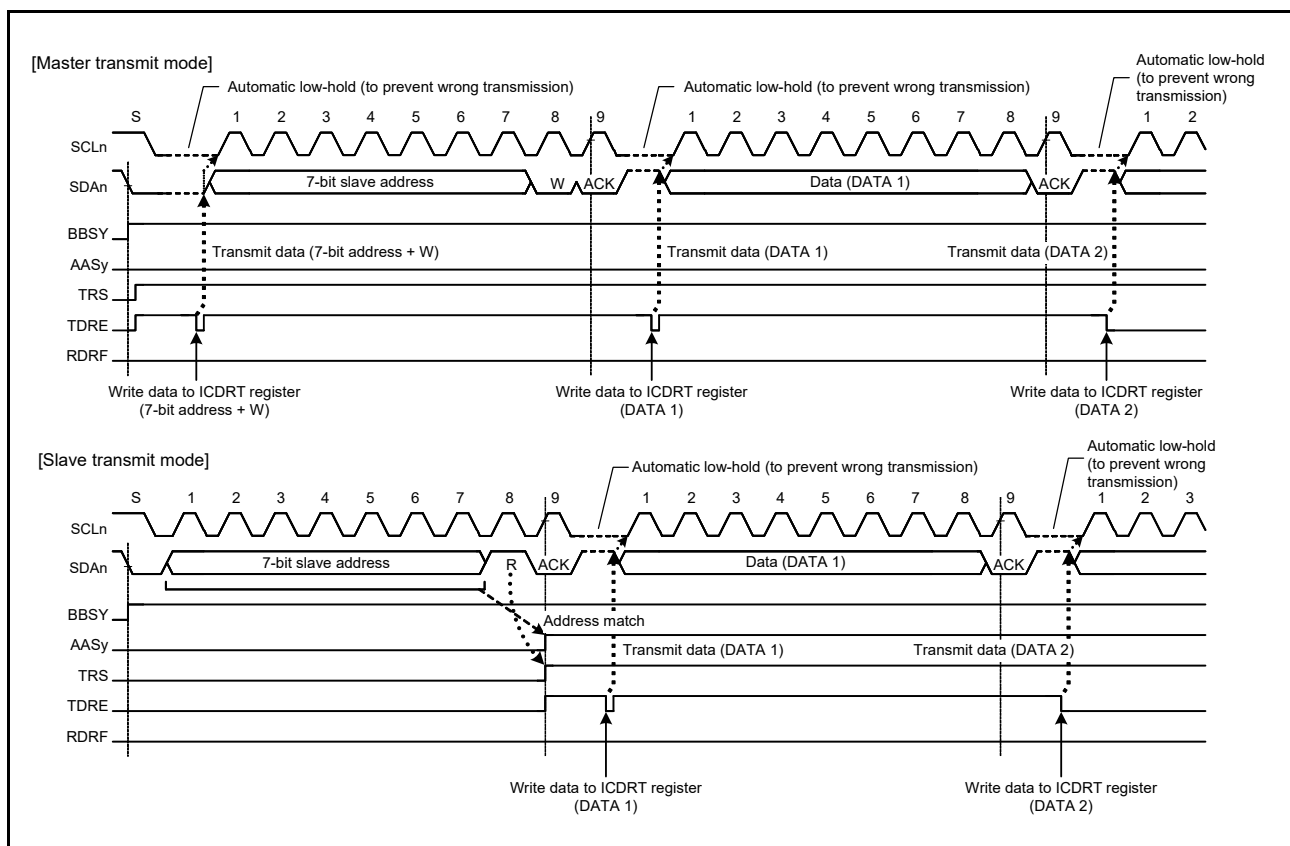 [Master transmit mode]
Automatic low-hold (to prevent wrong transmission)
Automatic low-hold (to prevent wrong transmission)
Automatic low-hold
(to prevent wrong
transmission)
S 1 2 3 4 5 6 7 8 9 1 2 3 4 5 6 7 8 9 1 2
SCLn
SDAn 7-bit slave address W ACK Data (DATA 1) ACK
BBSY
Transmit data (7-bit address + W) Transmit data (DATA 1) Transmit data (DATA 2)
AASy
TRS
TDRE
RDRF
Write data to ICDRT register
(7-bit address + W)
Write data to ICDRT register
(DATA 1)
Write data to ICDRT register
(DATA 2)
[Slave transmit mode]
Automatic low-hold (to prevent wrong transmission)
Automatic low-hold
(to prevent wrong
transmission)
S 1 2 3 4 5 6 7 8 9 1 2 3 4 5 6 7 8 9 1 2 3
SCLn
SDAn 7-bit slave address R ACK Data (DATA 1) ACK
BBSY
Address match
AASy
Transmit data (DATA 1) Transmit data (DATA 2)
TRS
TDRE
RDRF
Write data to ICDRT register
(DATA 1)
Write data to ICDRT register
(DATA 2)